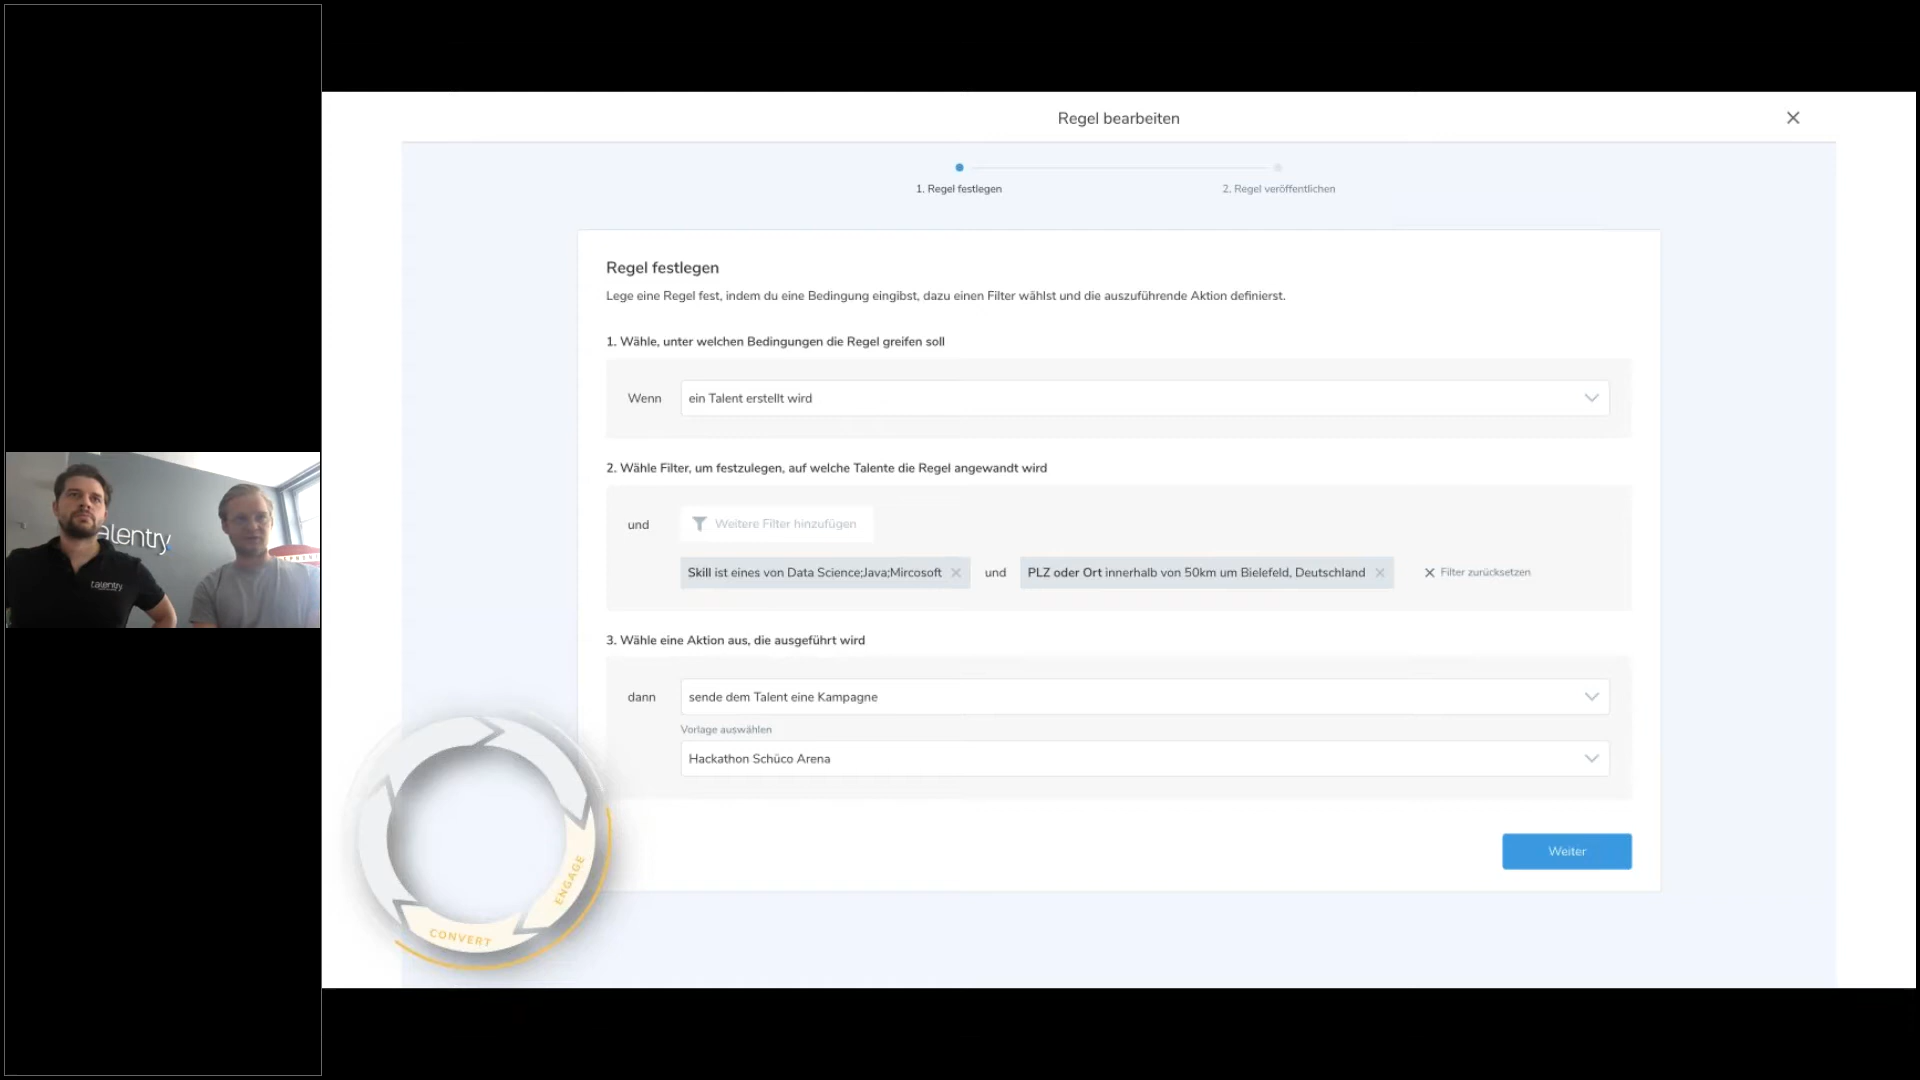 Regel bearbeiten
1. Regel festlegen
2. Regel veröffentlichen
Regel festlegen
Lege eine Regel fest, indem du eine Bedingung eingibst, dazu einen Filter wählst und die auszuführende Aktion definierst.
1. Wähle, unter welchen Bedingungen die Regel greifen soll
Wenn ein Talent erstellt wird
2. Wähle Filter, um festzulegen, auf welche Talente die Regel angewandt wird
und Weitere Filter hinzufügen
Skill ist eines von Data Science;Java;Mircosoft und PLZ oder Ort innerhalb von 50km um Bielefeld, Deutschland Filter zurücksetzen
3. Wähle eine Aktion aus, die ausgeführt wird
dann sende dem Talent eine Kampagne
Vorlage auswählen
Hackathon Schüco Arena
Weiter
ENGAGE
CONVERT
alentry
talentry